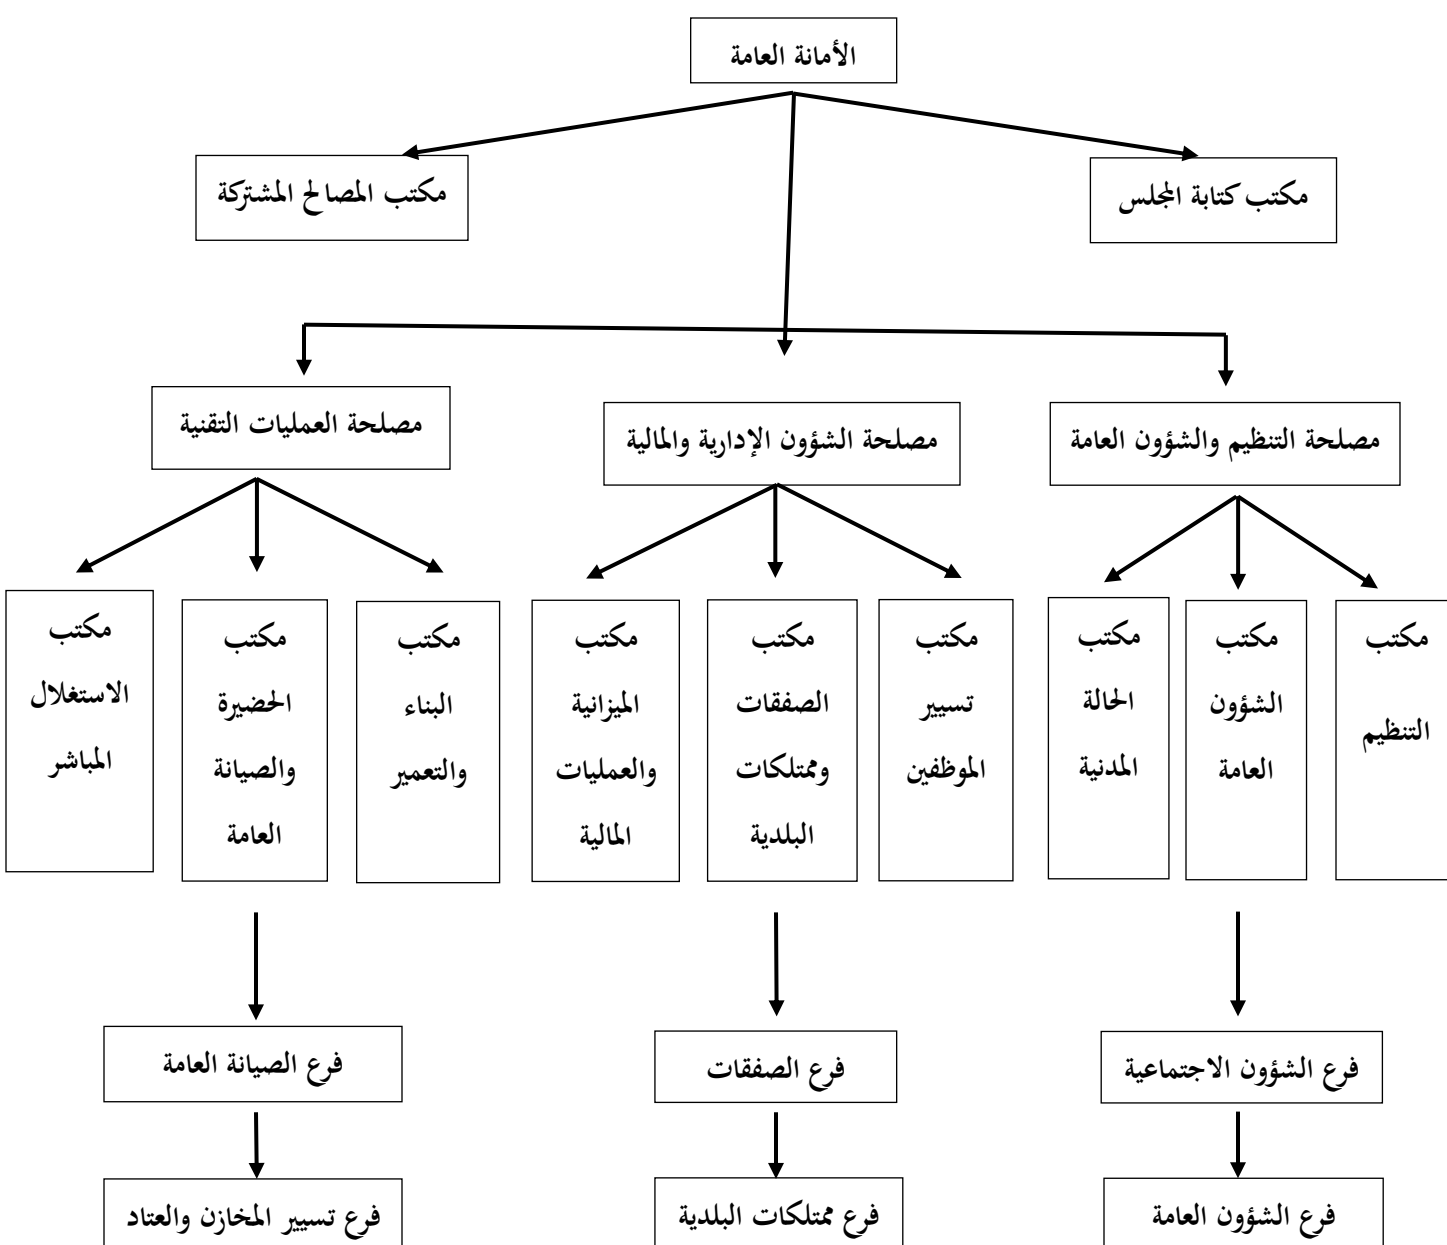 الأمانة العامة
مكتب كتابة المجلس
مكتب المصالح المشتركة
مصلحة التنظيم والشؤون العامة
مصلحة الشؤون الإدارية والمالية
مصلحة العمليات التقنية
مكتب
التنظيم
مكتب
الشؤون
العامة
مكتب
الحالة
المدنية
مكتب
تسيير
الموظفين
مكتب
الصفقات
وممتلكات
البلدية
مكتب
الميزانية
والعمليات
المالية
مكتب
البناء
والتعمير
مكتب
الحضيرة
والصيانة
العامة
مكتب
الاستغلال
المباشر
فرع الشؤون الاجتماعية
فرع الصفقات
فرع الصيانة العامة
فرع الشؤون العامة
فرع ممتلكات البلدية
فرع تسيير المخازن والعتاد